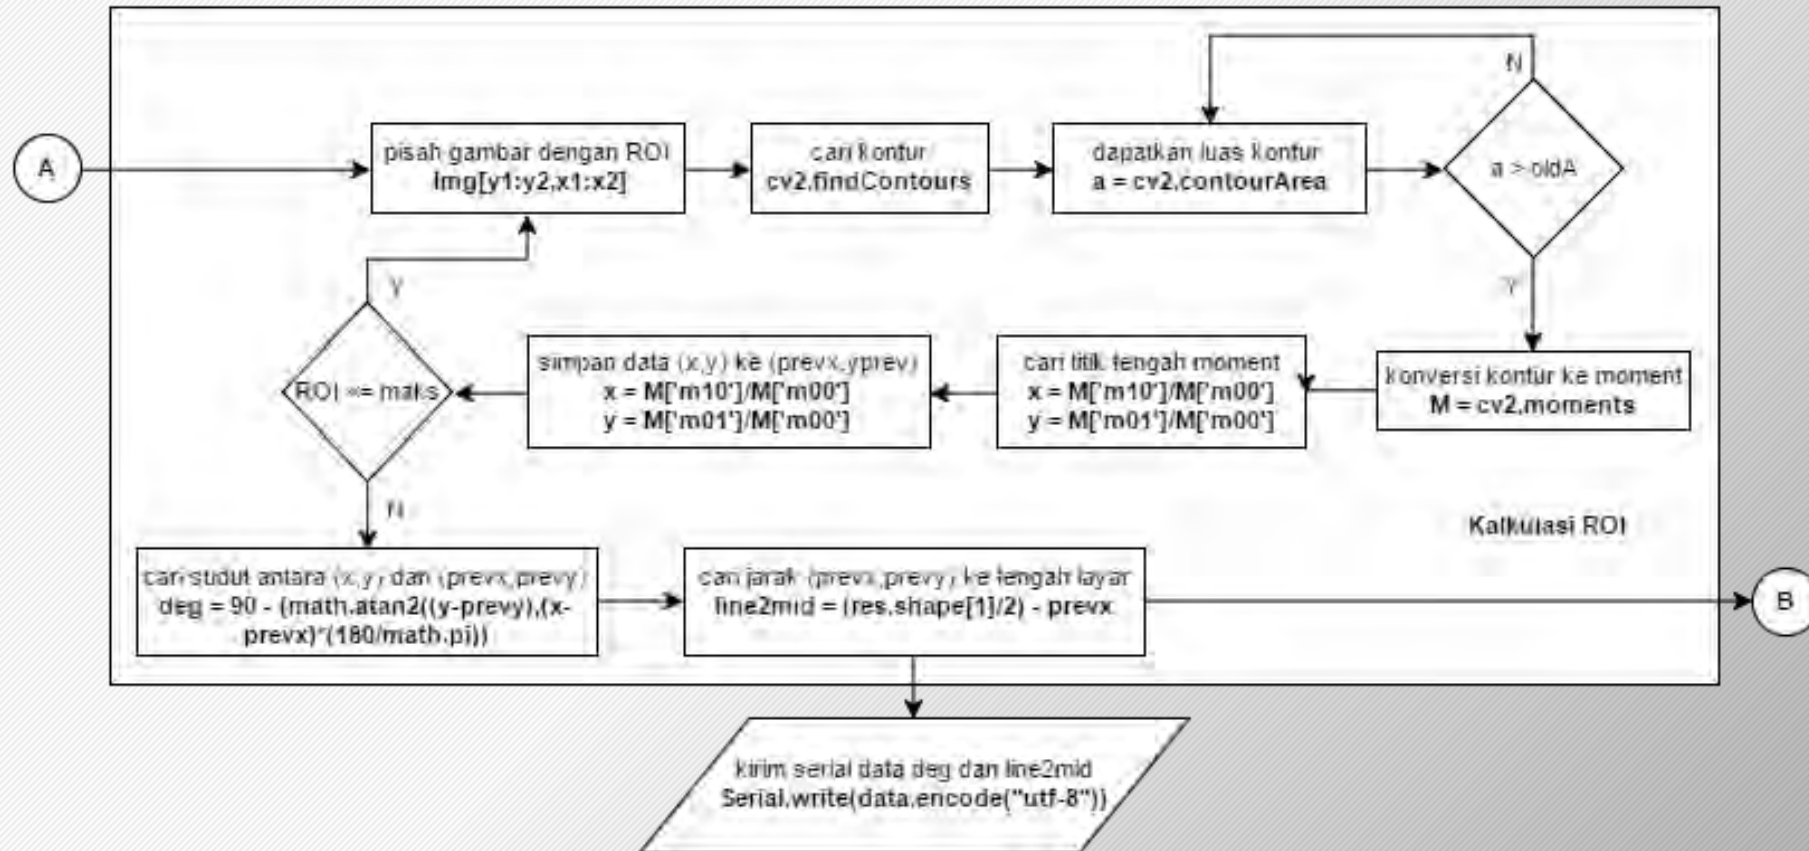 A
pisah gambar dengan ROI
Img[y1:y2,x1:x2]
cari kontur
cv2.findContours
dapatkan luas kontur
a = cv2.contourArea
a > oldA
N
Y
konversi kontur ke moment
M = cv2.moments
cari titik tengah moment
x = M['m10']/M['m00']
y = M['m01']/M['m00']
simpan data (x,y) ke (prevx,yprev)
x = M['m10']/M['m00']
y = M['m01']/M['m00']
ROI == maks
Y
N
cari sudut antara (x,y) dan (prevx,prevy)
deg = 90 - (math.atan2((y-prevy),(x-
prevx)*(180/math.pi))
cari jarak (prevx,prevy) ke tengah layar
line2mid = (res.shape[1]/2) - prevx
Kalkulasi ROI
B
kirim serial data deg dan line2mid
Serial.write(data.encode("utf-8"))